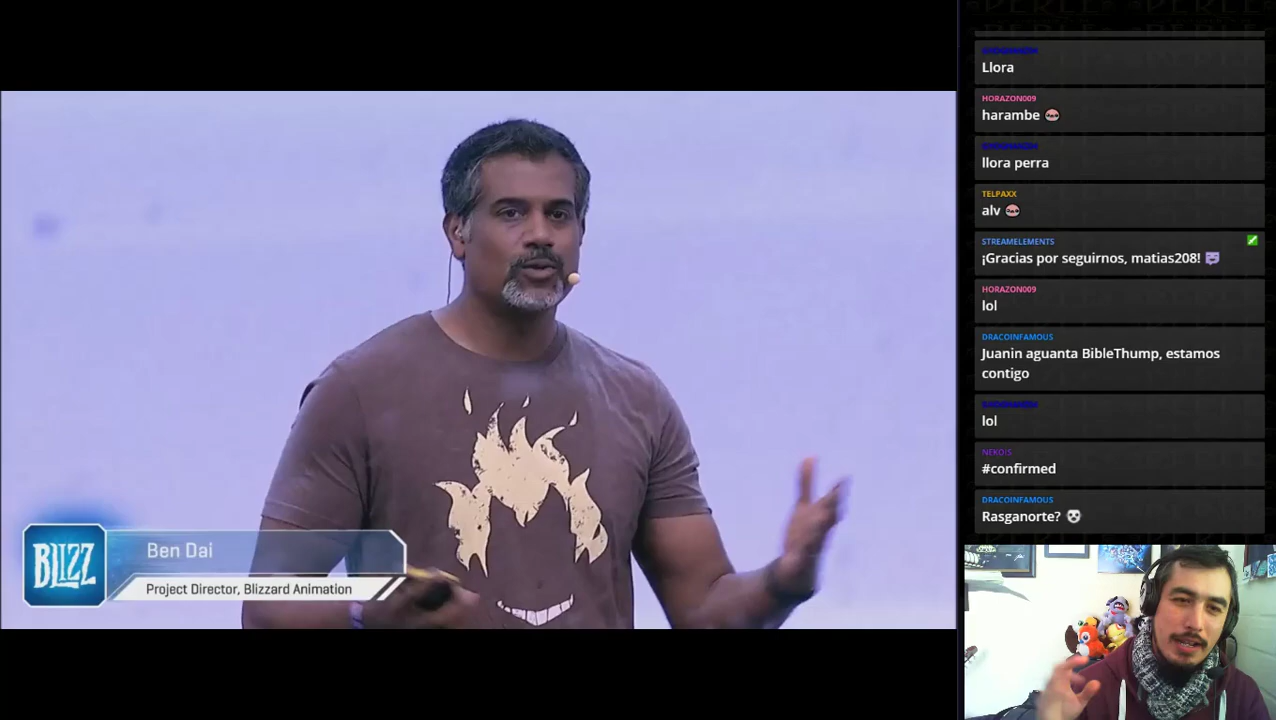 BLIZZ
Ben Dai
Project Director, Blizzard Animation
Llora
HORAZON009
harambe
llora perra
TELPAXX
alv
STREAMELEMENTS
¡Gracias por seguirnos, matias208!
HORAZON009
lol
DRACOINFAMOUS
Juanin aguanta BibleThump, estamos
contigo
lol
NEKOIS
#confirmed
DRACOINFAMOUS
Rasganorte?